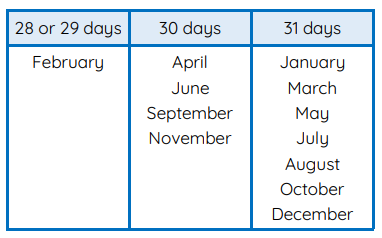 28 or 29 days 30 days 31 days
February April January
June March
September May
November July
August
October
December